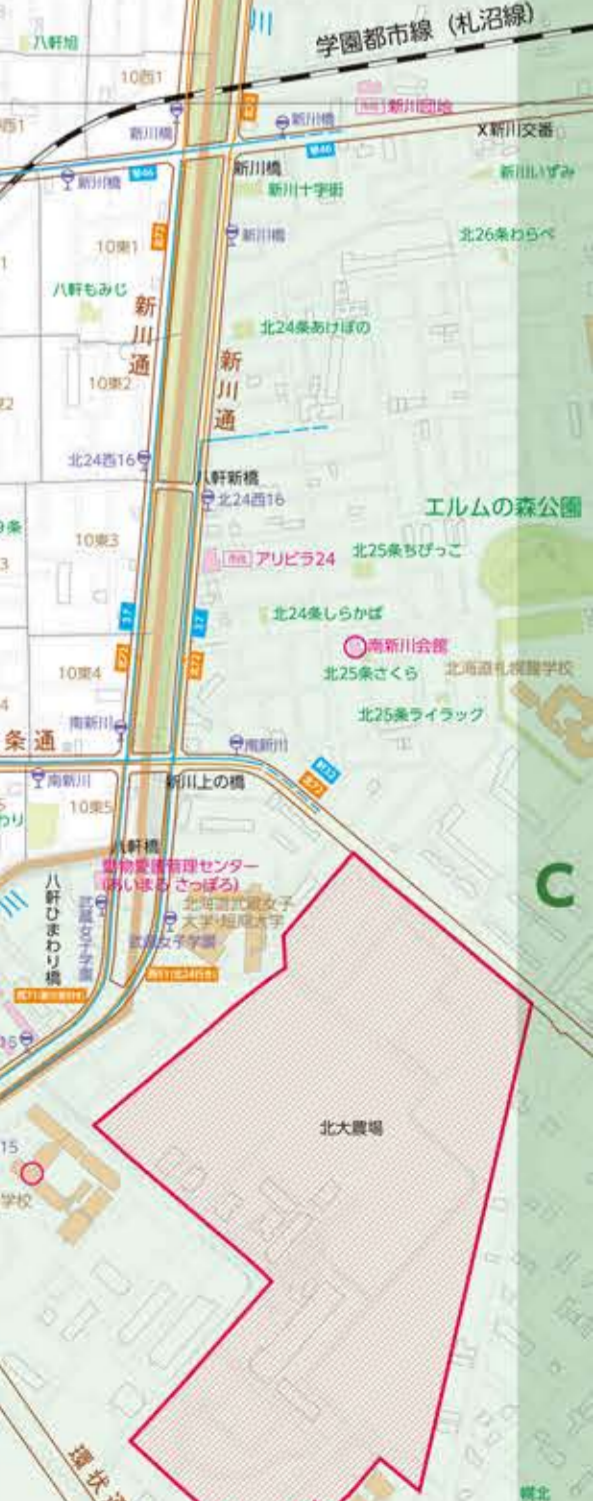 学園都市線（札沼線）
八軒旭
10西1
新川団地
新川橋
新川橋
X新川交番
新川橋
新川橋
新川いずみ
新川十字街
10東1
新川橋
北26条わらべ
八軒もみじ
新川通
北24条あけぼの
新川通
10東2
北24西16
八軒新橋
北24西16
エルムの森公園
10東3
アリビラ24
北25条ちびっこ
北24条しらかば
南新川会館
10東4
北25条さくら
北海道札幌聾学校
北25条ライラック
南新川
条通
南新川
南新川
新川上の橋
10東5
八軒橋
動物愛護管理センター
(あいまる さっぽろ)
北海道武蔵女子
大学・短期大学
八軒ひまわり橋
武蔵女子学園
武蔵女子学園
C
北大農場
15
学校
幌北